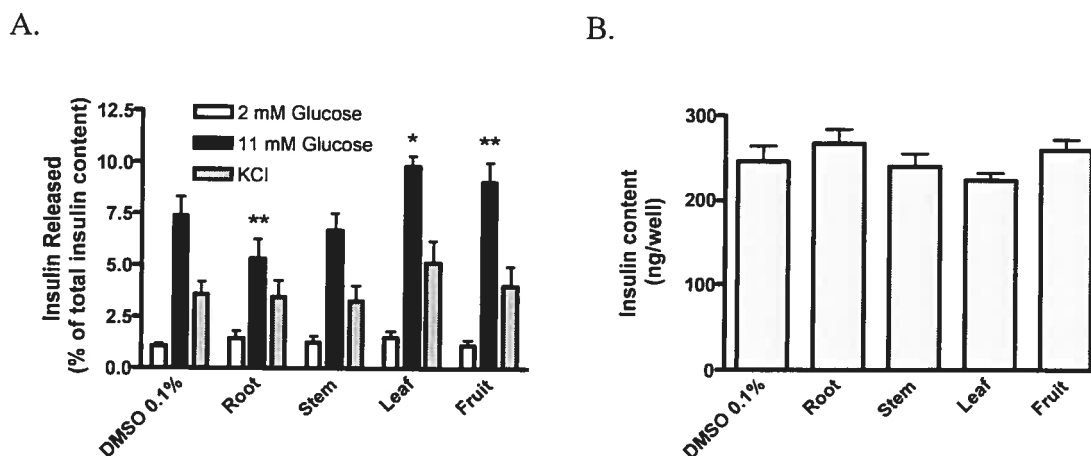 A.
Insulin Released
(% of total insulin content)
12.5
10.0
7.5
5.0
2.5
0.0
2 mM Glucose
11 mM Glucose
KCl
**
*
**
DMSO 0.1%
Root
Stem
Leaf
Fruit
B.
Insulin content
(ng/well)
300
200
100
0
DMSO 0.1%
Root
Stem
Leaf
Fruit